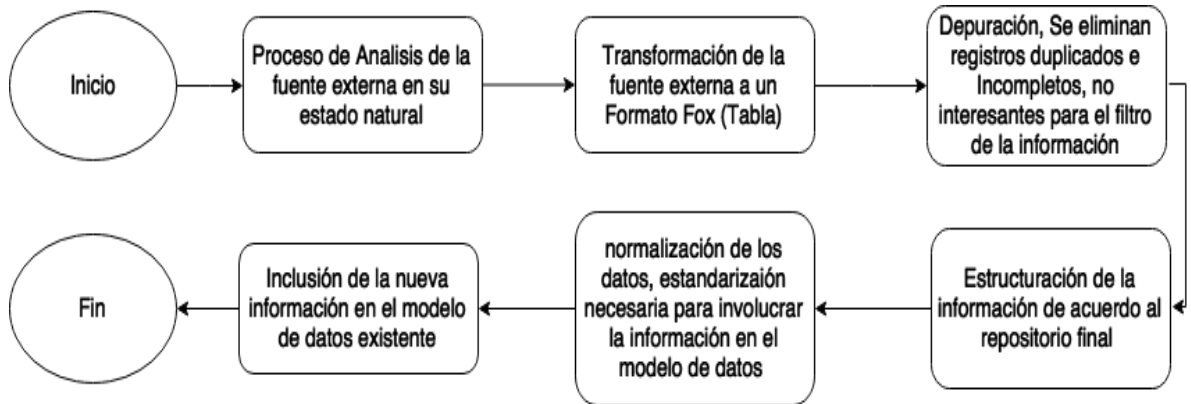 Inicio
Proceso de Analisis de la
fuente externa en su
estado natural
Transformación de la
fuente externa a un
Formato Fox (Tabla)
Depuración, Se eliminan
registros duplicados e
Incompletos, no
interesantes para el filtro
de la información
Estructuración de la
información de acuerdo al
repositorio final
normalización de los
datos, estandarizaión
necesaria para involucrar
la información en el
modelo de datos
Inclusión de la nueva
información en el modelo
de datos existente
Fin